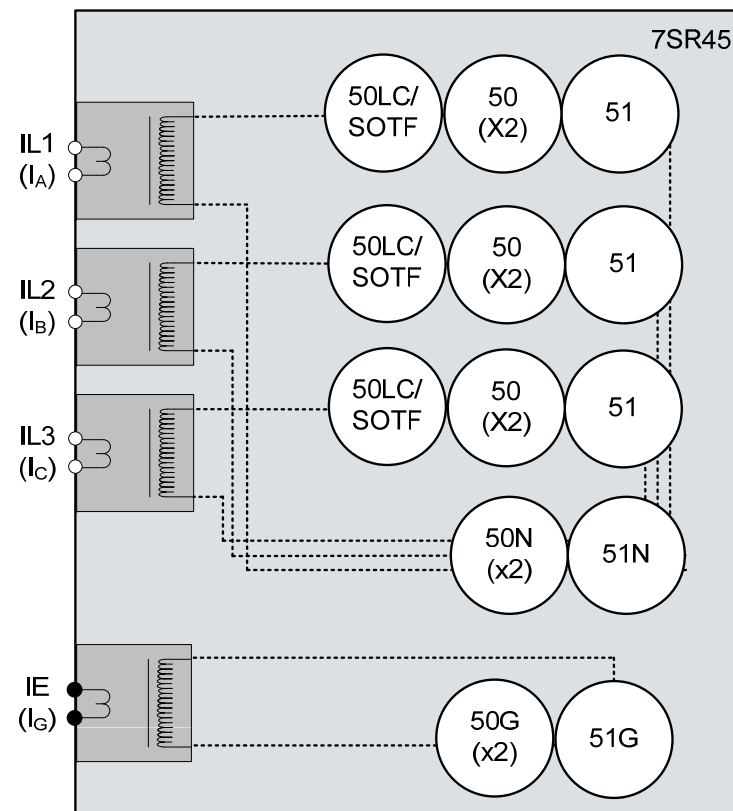 7SR45
IL1
(IA)
50LC/
SOTF
50
(X2)
51
IL2
(IB)
50LC/
SOTF
50
(X2)
51
IL3
(IC)
50LC/
SOTF
50
(X2)
51
50N
(x2)
51N
IE
(IG)
50G
(x2)
51G